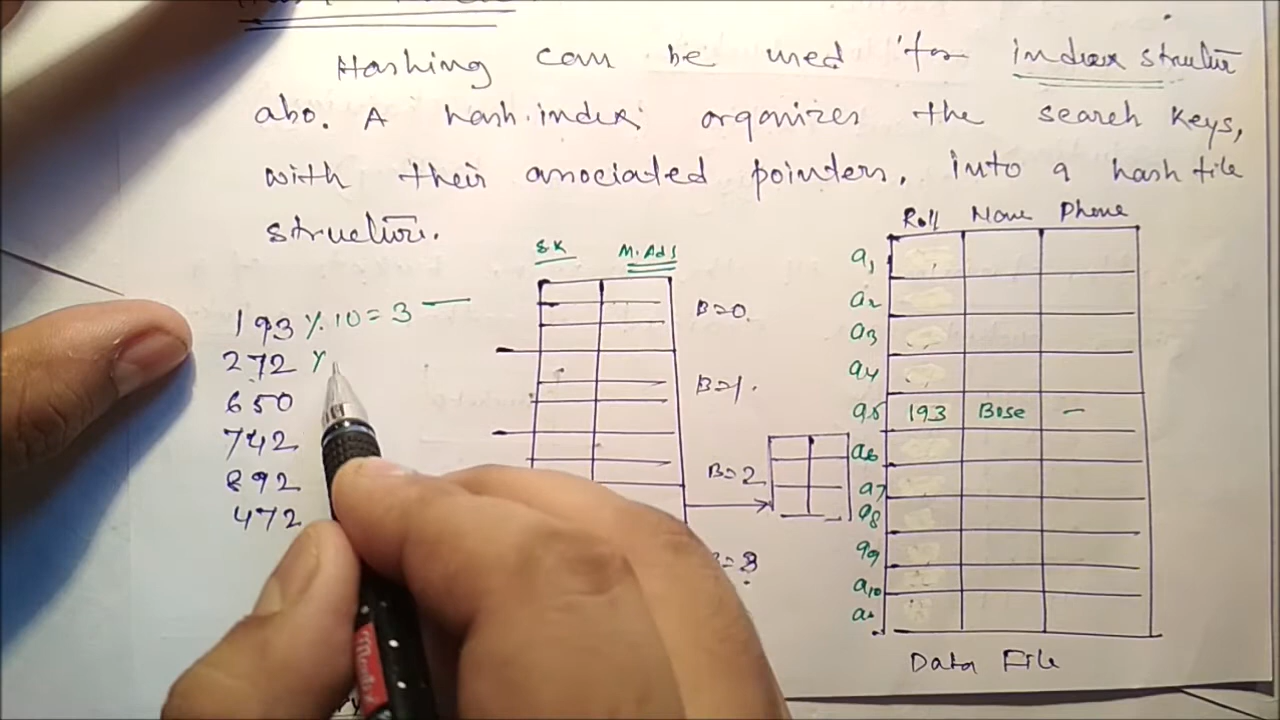 Hashing can be used for index structure
also. A hash index organizes the search keys,
with their associated pointers, into a hash file
structure.
S.K M.Ads
Roll Name Phone
193 % 10 = 3
272 %
650
742
892
472
B=0
B=1
B=2
B=3
a1
a2
a3
a4
a5 193 Bose —
a6
a7
a8
a9
a10
Data File